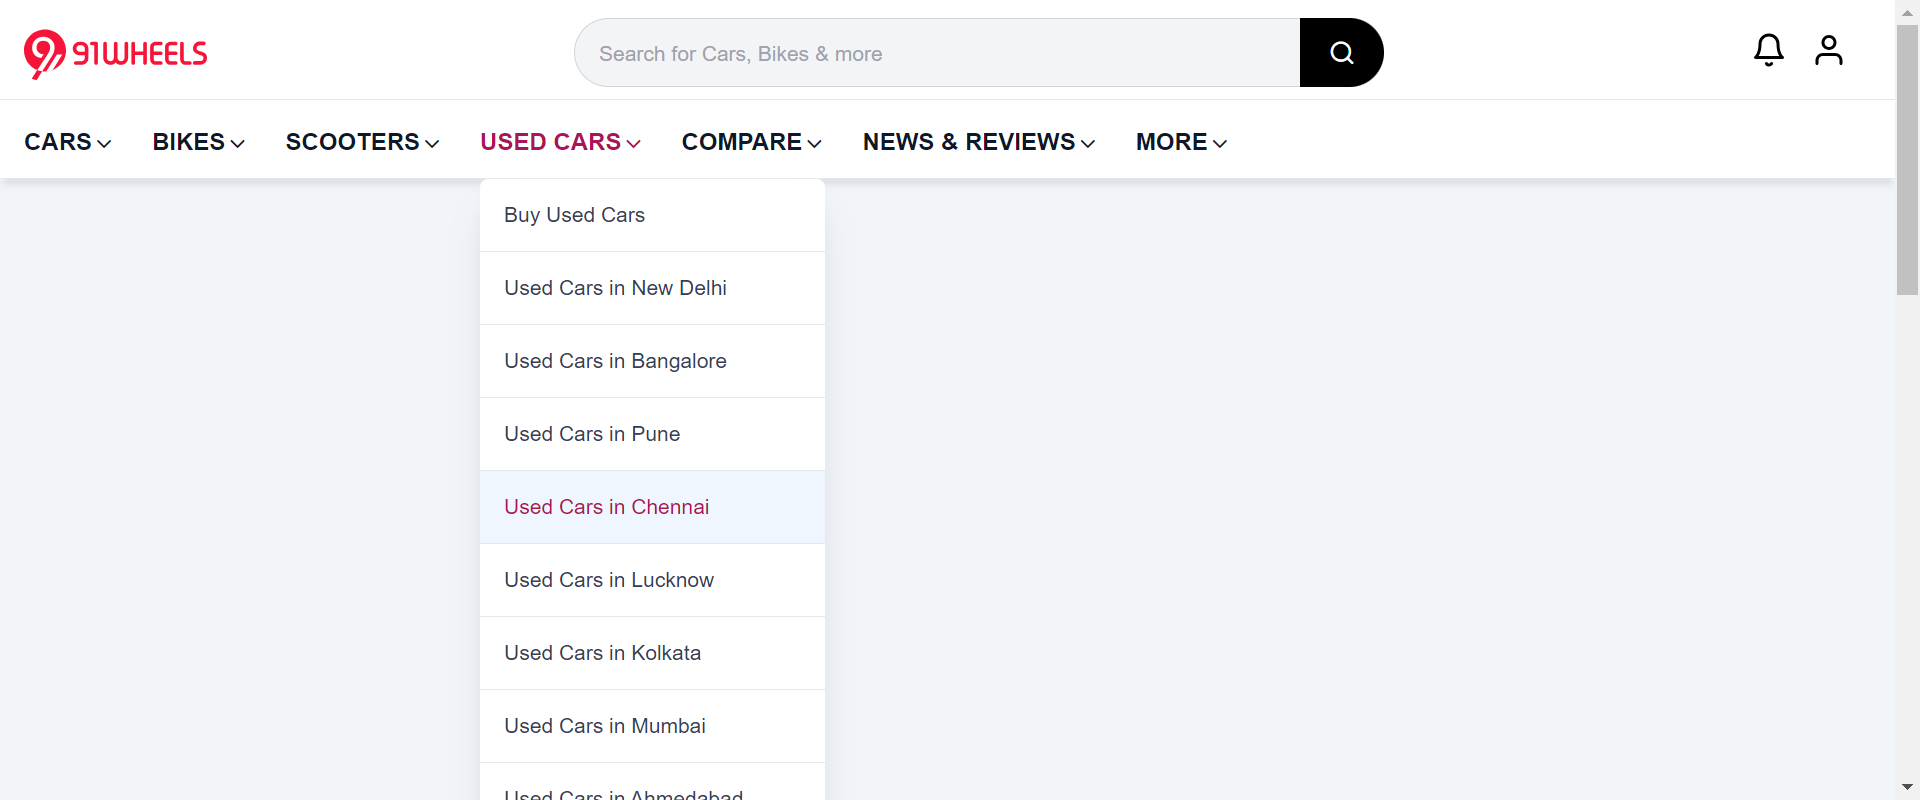 91WHEELS
Search for Cars, Bikes & more
CARS BIKES SCOOTERS USED CARS COMPARE NEWS & REVIEWS MORE
Buy Used Cars
Used Cars in New Delhi
Used Cars in Bangalore
Used Cars in Pune
Used Cars in Chennai
Used Cars in Lucknow
Used Cars in Kolkata
Used Cars in Mumbai
Used Cars in Ahmedabad